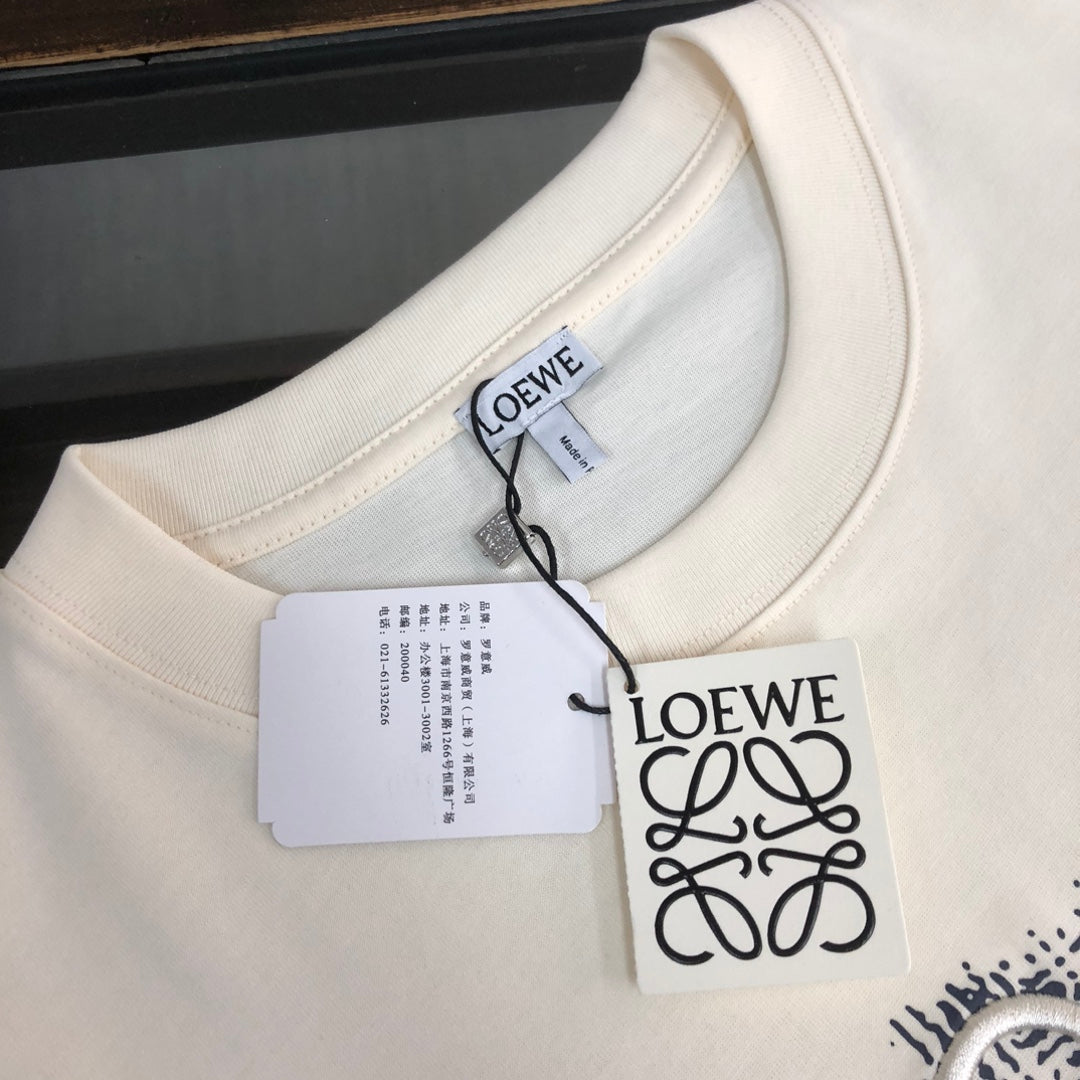 LOEWE
Made in P
品牌: 罗意威
公司: 罗意威商贸(上海)有限公司
地址: 上海市南京西路1266号恒隆广场
地址: 办公楼3001-3002室
邮编: 200040
电话: 021-61332626
LOEWE